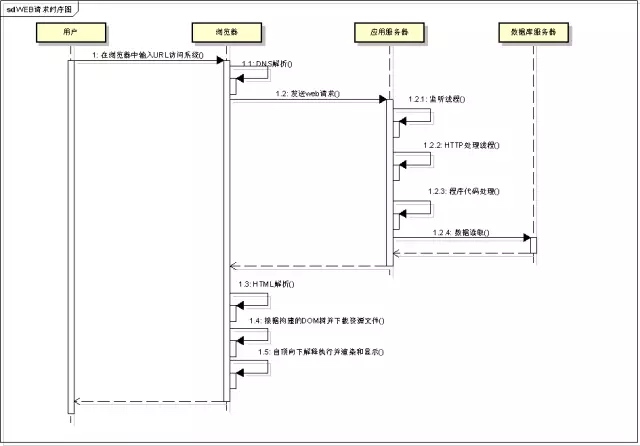 sd WEB请求时序图
用户
浏览器
应用服务器
数据库服务器
1: 在浏览器中输入URL访问系统()
1.1: DNS解析()
1.2: 发送web请求()
1.2.1: 监听进程()
1.2.2: HTTP处理进程()
1.2.3: 程序代码处理()
1.2.4: 数据读取()
1.3: HTML解析()
1.4: 根据构建的DOM树并下载资源文件()
1.5: 自顶向下解释执行并渲染和显示()